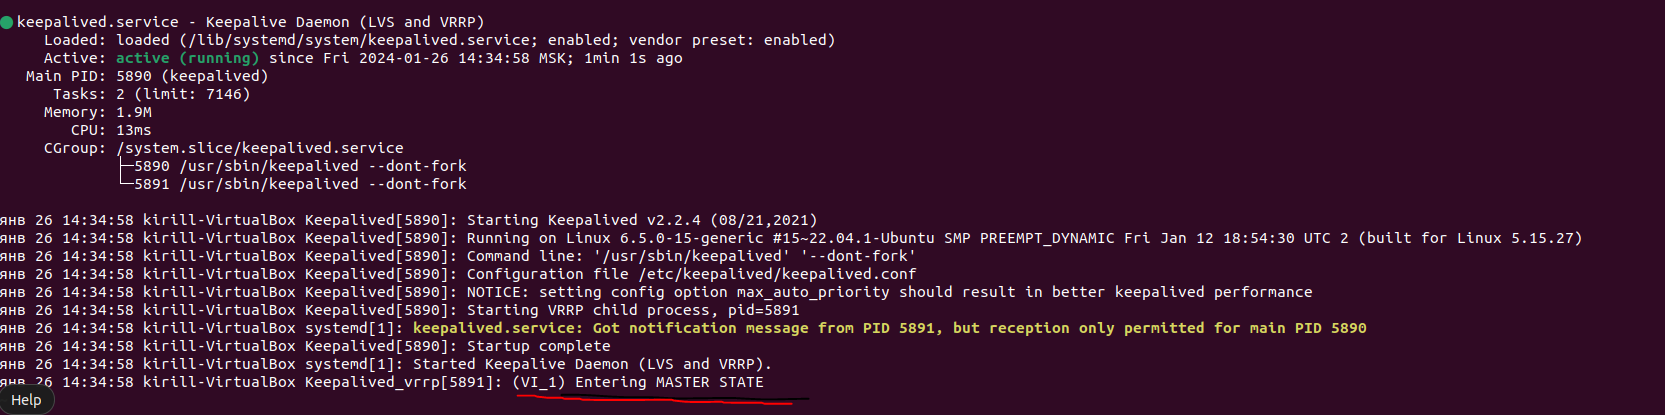 keepalived.service - Keepalive Daemon (LVS and VRRP)
Loaded: loaded (/lib/systemd/system/keepalived.service; enabled; vendor preset: enabled)
Active: active (running) since Fri 2024-01-26 14:34:58 MSK; 1min 1s ago
Main PID: 5890 (keepalived)
Tasks: 2 (limit: 7146)
Memory: 1.9M
CPU: 13ms
CGroup: /system.slice/keepalived.service
├─5890 /usr/sbin/keepalived --dont-fork
└─5891 /usr/sbin/keepalived --dont-fork
янв 26 14:34:58 kirill-VirtualBox Keepalived[5890]: Starting Keepalived v2.2.4 (08/21,2021)
янв 26 14:34:58 kirill-VirtualBox Keepalived[5890]: Running on Linux 6.5.0-15-generic #15~22.04.1-Ubuntu SMP PREEMPT_DYNAMIC Fri Jan 12 18:54:30 UTC 2 (built for Linux 5.15.27)
янв 26 14:34:58 kirill-VirtualBox Keepalived[5890]: Command line: '/usr/sbin/keepalived' '--dont-fork'
янв 26 14:34:58 kirill-VirtualBox Keepalived[5890]: Configuration file /etc/keepalived/keepalived.conf
янв 26 14:34:58 kirill-VirtualBox Keepalived[5890]: NOTICE: setting config option max_auto_priority should result in better keepalived performance
янв 26 14:34:58 kirill-VirtualBox Keepalived[5890]: Starting VRRP child process, pid=5891
янв 26 14:34:58 kirill-VirtualBox systemd[1]: keepalived.service: Got notification message from PID 5891, but reception only permitted for main PID 5890
янв 26 14:34:58 kirill-VirtualBox Keepalived[5890]: Startup complete
янв 26 14:34:58 kirill-VirtualBox systemd[1]: Started Keepalive Daemon (LVS and VRRP).
янв 26 14:34:58 kirill-VirtualBox Keepalived_vrrp[5891]: (VI_1) Entering MASTER STATE
Help